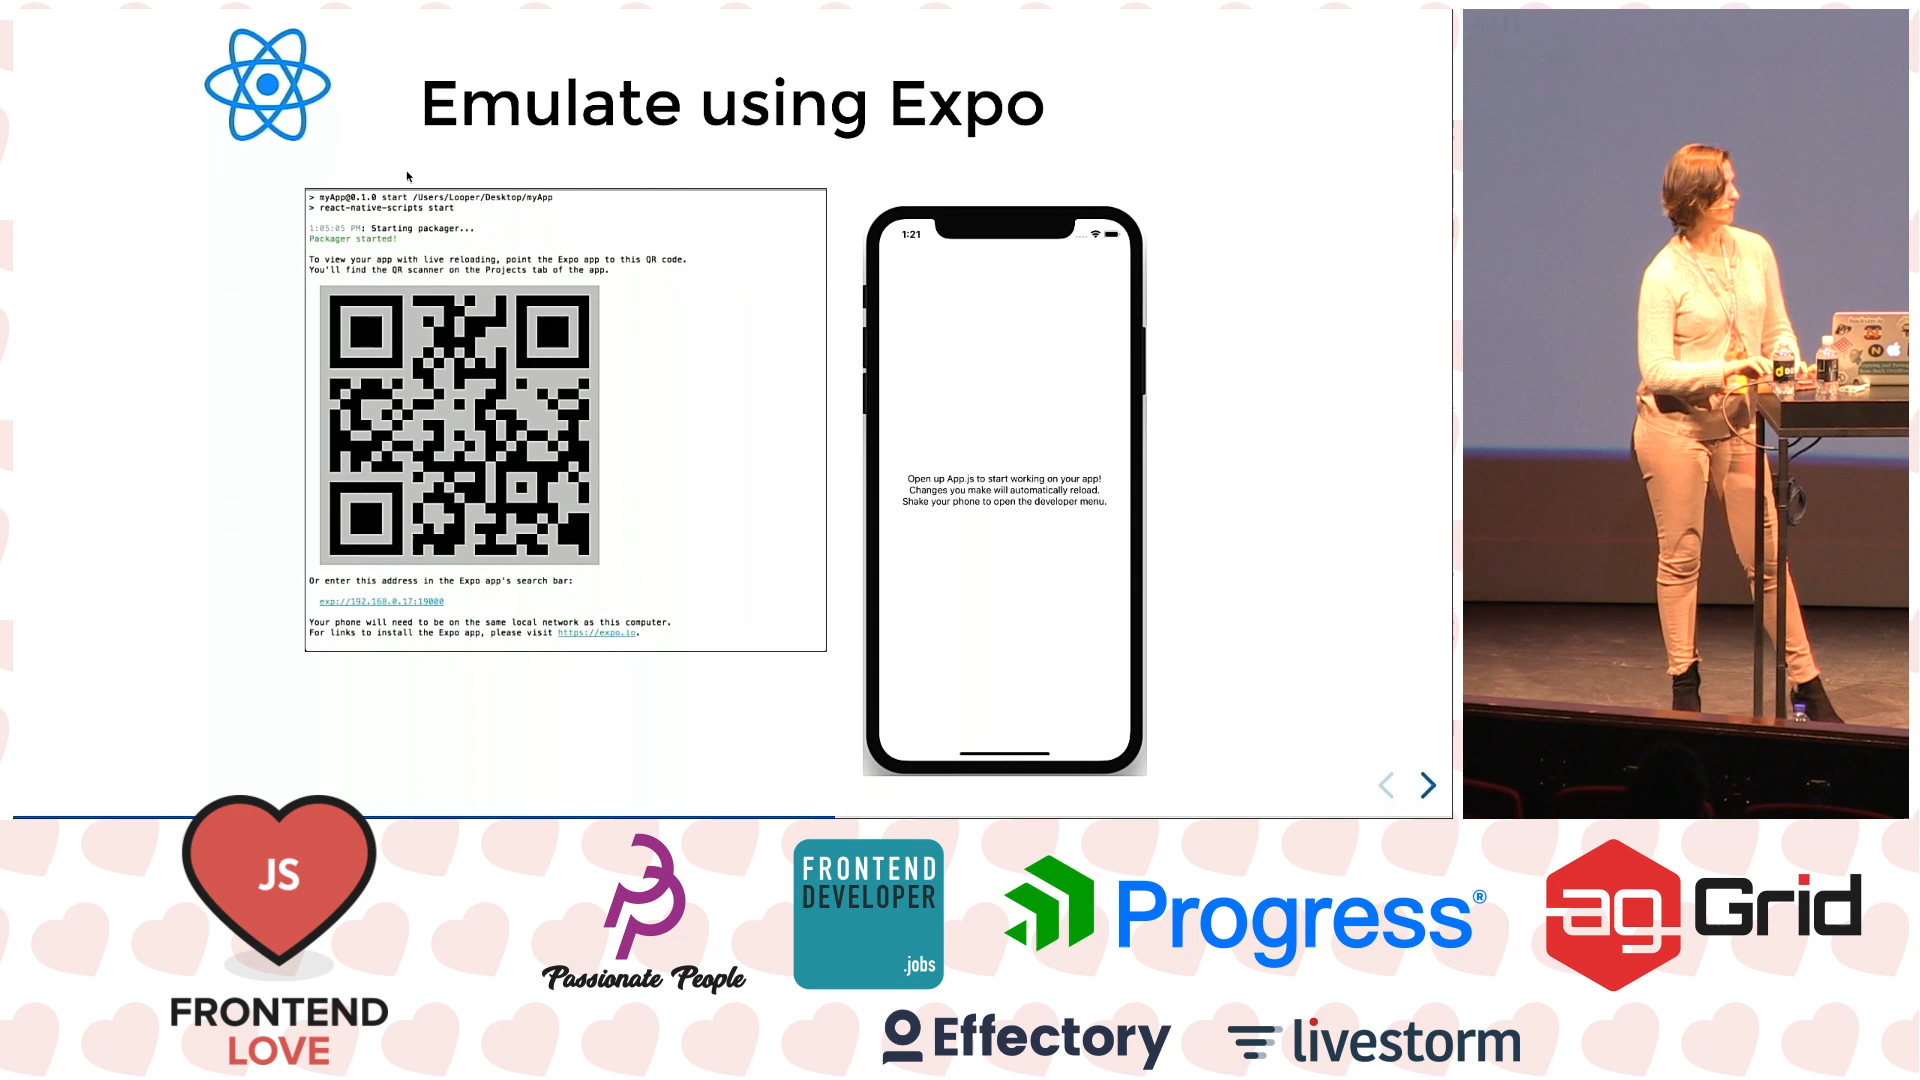 Emulate using Expo
> myApp@0.1.0 start /Users/Looper/Desktop/myApp
> react-native-scripts start
1:05:05 PM: Starting packager...
Packager started!
To view your app with live reloading, point the Expo app to this QR code.
You'll find the QR scanner on the Projects tab of the app.
Or enter this address in the Expo app's search bar:
exp://192.168.0.17:19000
Your phone will need to be on the same local network as this computer.
For links to install the Expo app, please visit https://expo.io.
1:21
Open up App.js to start working on your app!
Changes you make will automatically reload.
Shake your phone to open the developer menu.
JS
FRONTEND
LOVE
Passionate People
FRONTEND
DEVELOPER
.jobs
Progress®
ag Grid
Effectory
livestorm